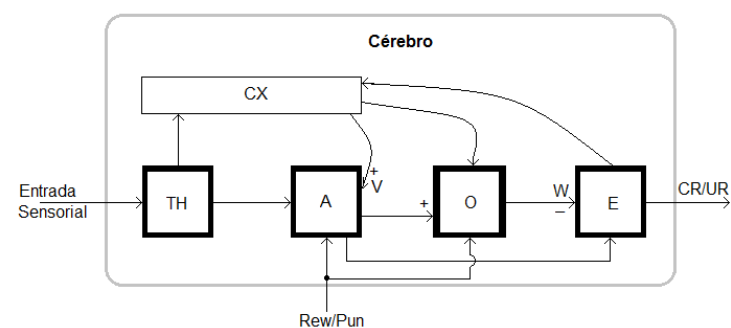 Cérebro
CX
Entrada
Sensorial
TH
A
+
V
+
O
W
–
E
CR/UR
Rew/Pun